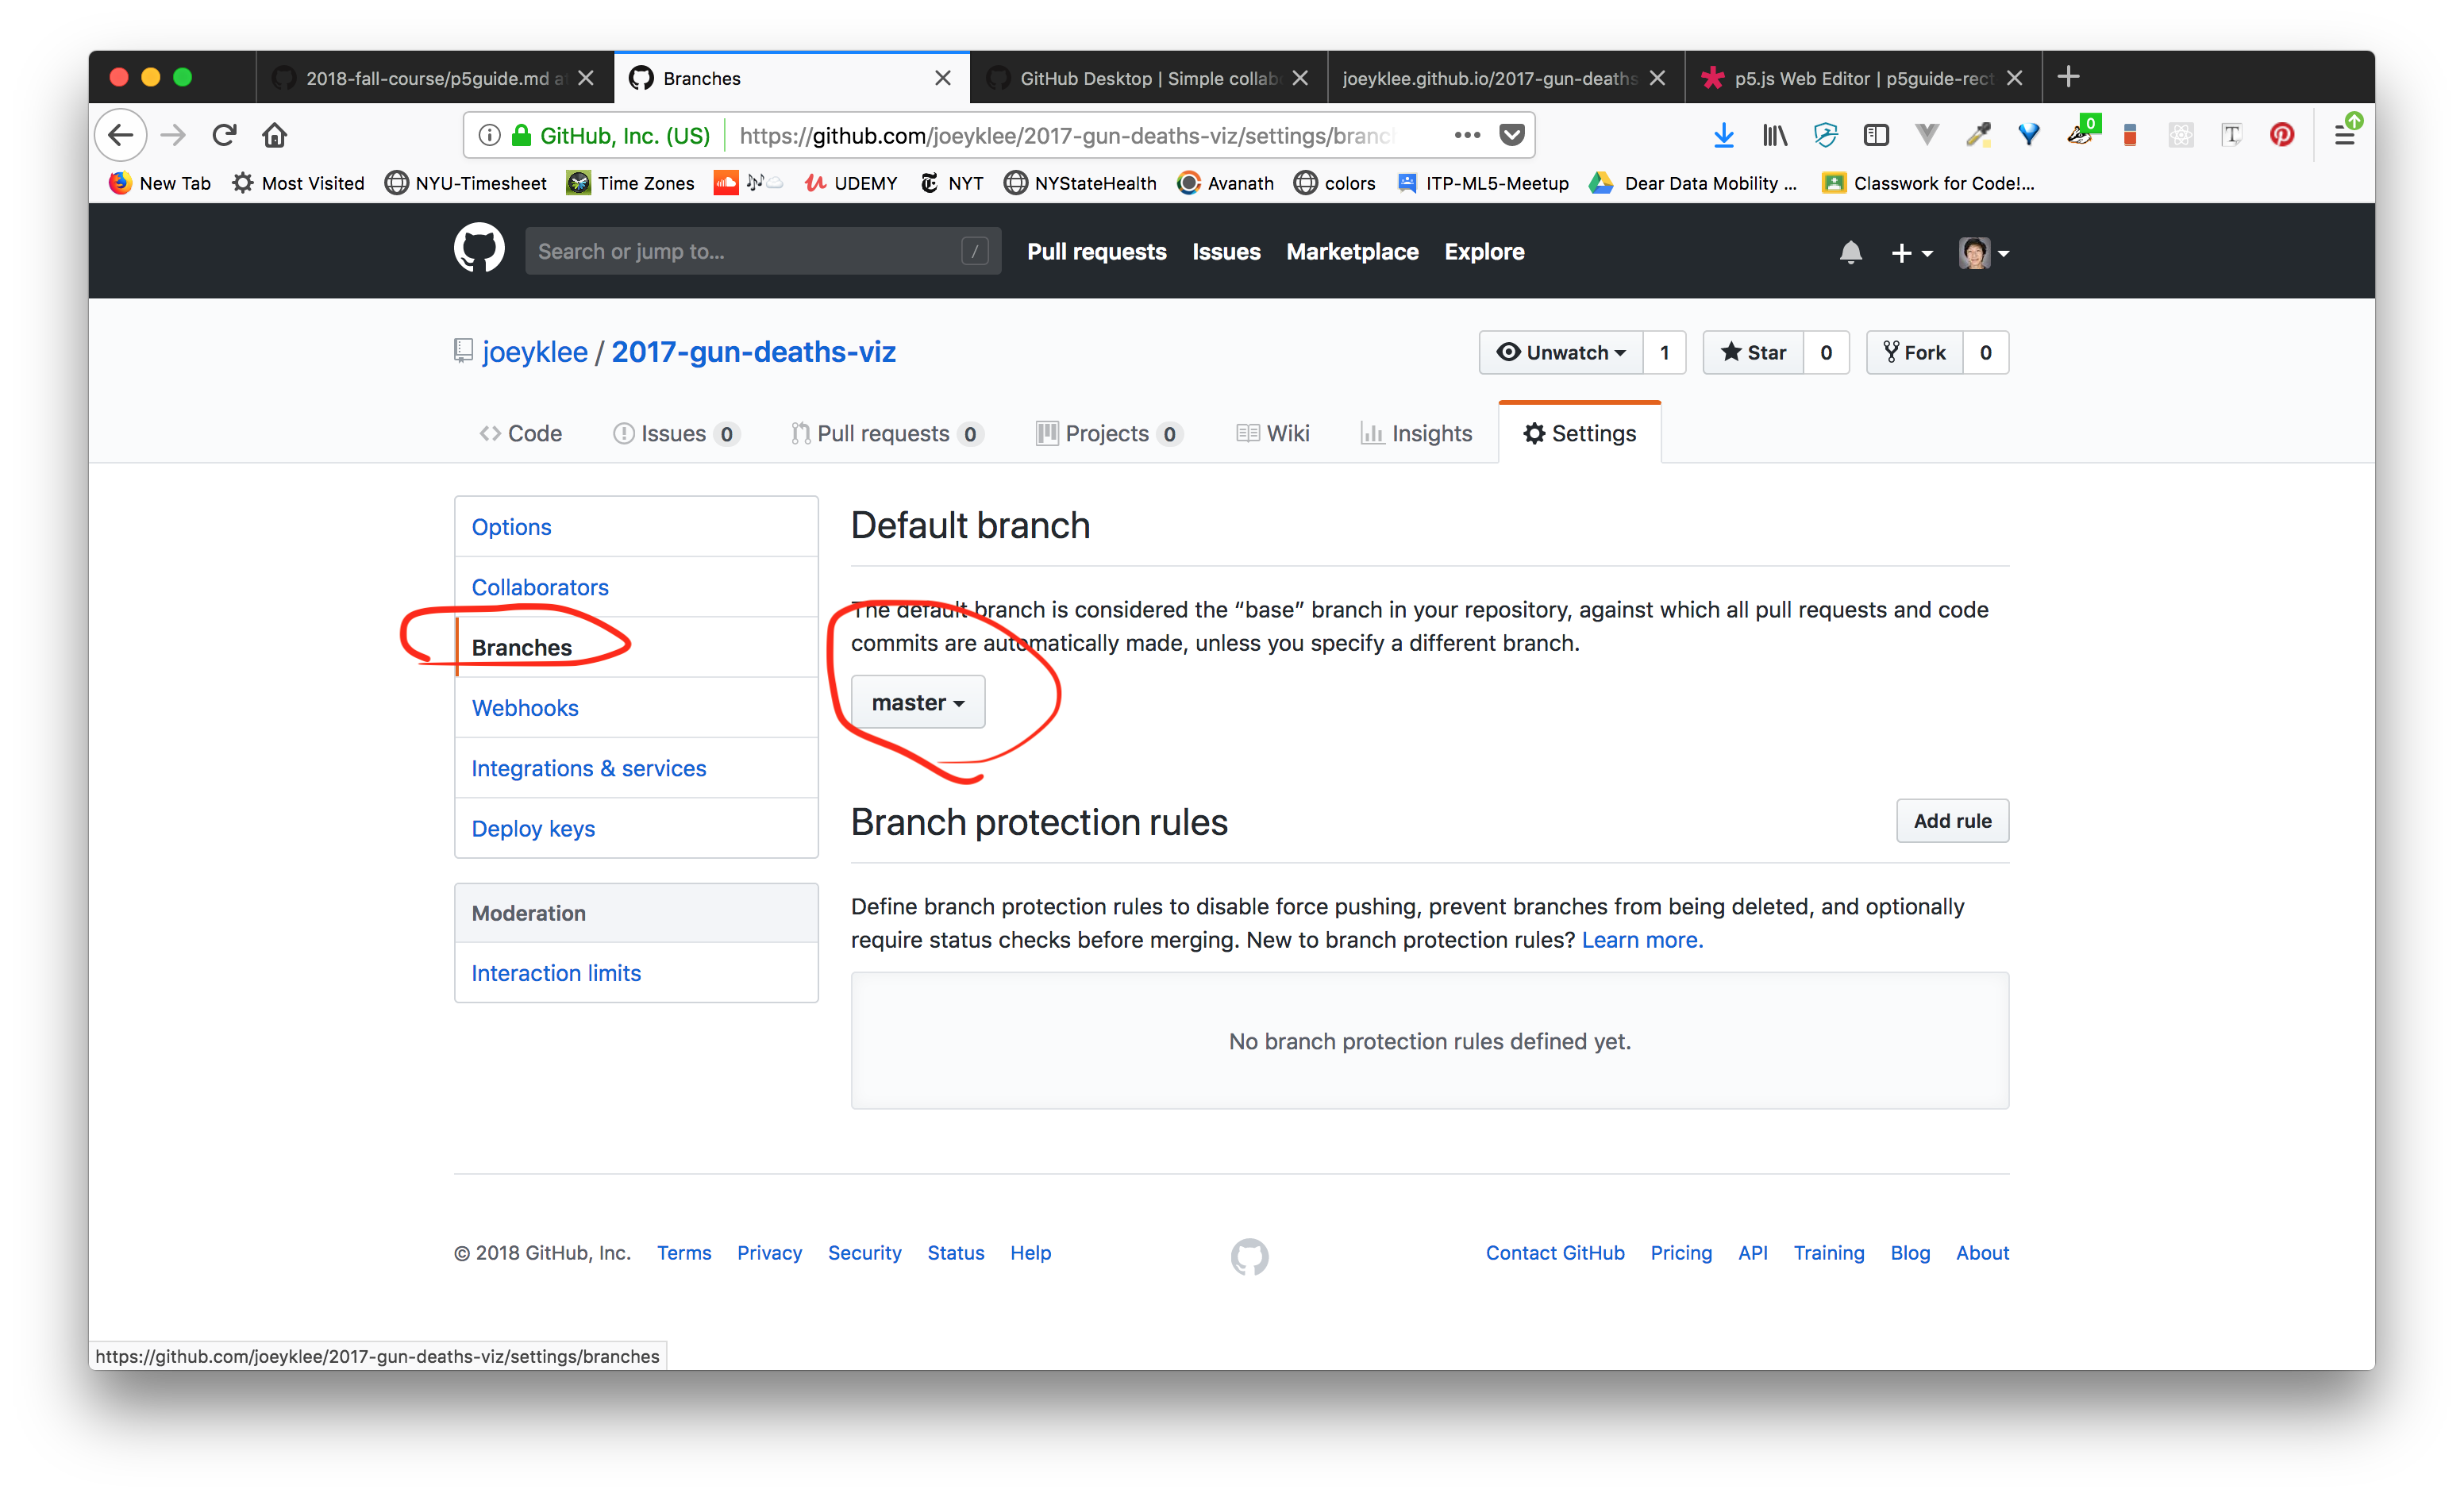 2018-fall-course/p5guide.md at
Branches
GitHub Desktop | Simple collab
joeyklee.github.io/2017-gun-deaths
p5.js Web Editor | p5guide-rect
GitHub, Inc. (US) https://github.com/joeyklee/2017-gun-deaths-viz/settings/branc
0
New Tab Most Visited NYU-Timesheet Time Zones UDEMY NYT NYStateHealth Avanath colors ITP-ML5-Meetup Dear Data Mobility ... Classwork for Code!...
Search or jump to... / Pull requests Issues Marketplace Explore
joeyklee / 2017-gun-deaths-viz
Unwatch 1 Star 0 Fork 0
Code Issues 0 Pull requests 0 Projects 0 Wiki Insights Settings
Options
Collaborators
Branches
Webhooks
Integrations & services
Deploy keys
Moderation
Interaction limits
Default branch
The default branch is considered the “base” branch in your repository, against which all pull requests and code
commits are automatically made, unless you specify a different branch.
master
Branch protection rules
Add rule
Define branch protection rules to disable force pushing, prevent branches from being deleted, and optionally
require status checks before merging. New to branch protection rules? Learn more.
No branch protection rules defined yet.
© 2018 GitHub, Inc. Terms Privacy Security Status Help
Contact GitHub Pricing API Training Blog About
https://github.com/joeyklee/2017-gun-deaths-viz/settings/branches